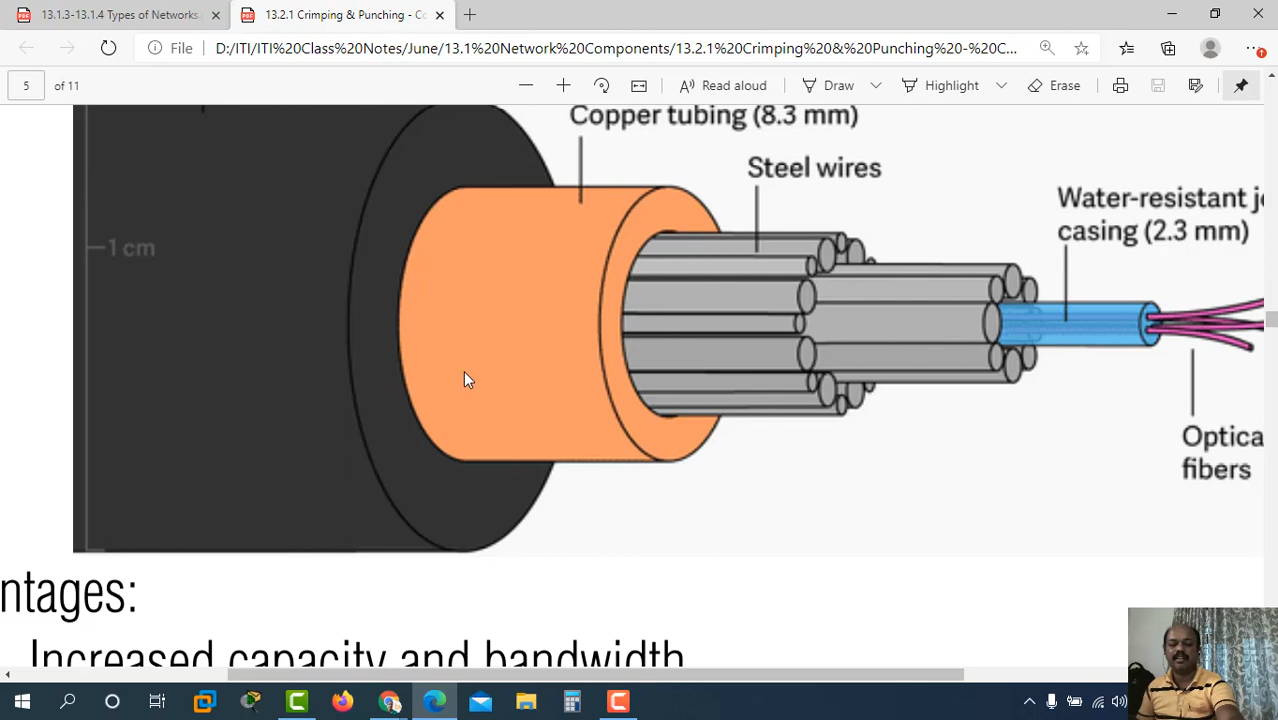 13.1.3-13.1.4 Types of Networks
13.2.1 Crimping & Punching - Co
File
D:/ITI/ITI%20Class%20Notes/June/13.1%20Network%20Components/13.2.1%20Crimping%20&%20Punching%20-%20C...
5
of 11
Read aloud
Draw
Highlight
Erase
Copper tubing (8.3 mm)
Steel wires
Water-resistant je
casing (2.3 mm)
1 cm
Optica
fibers
ntages:
Increased capacity and bandwidth